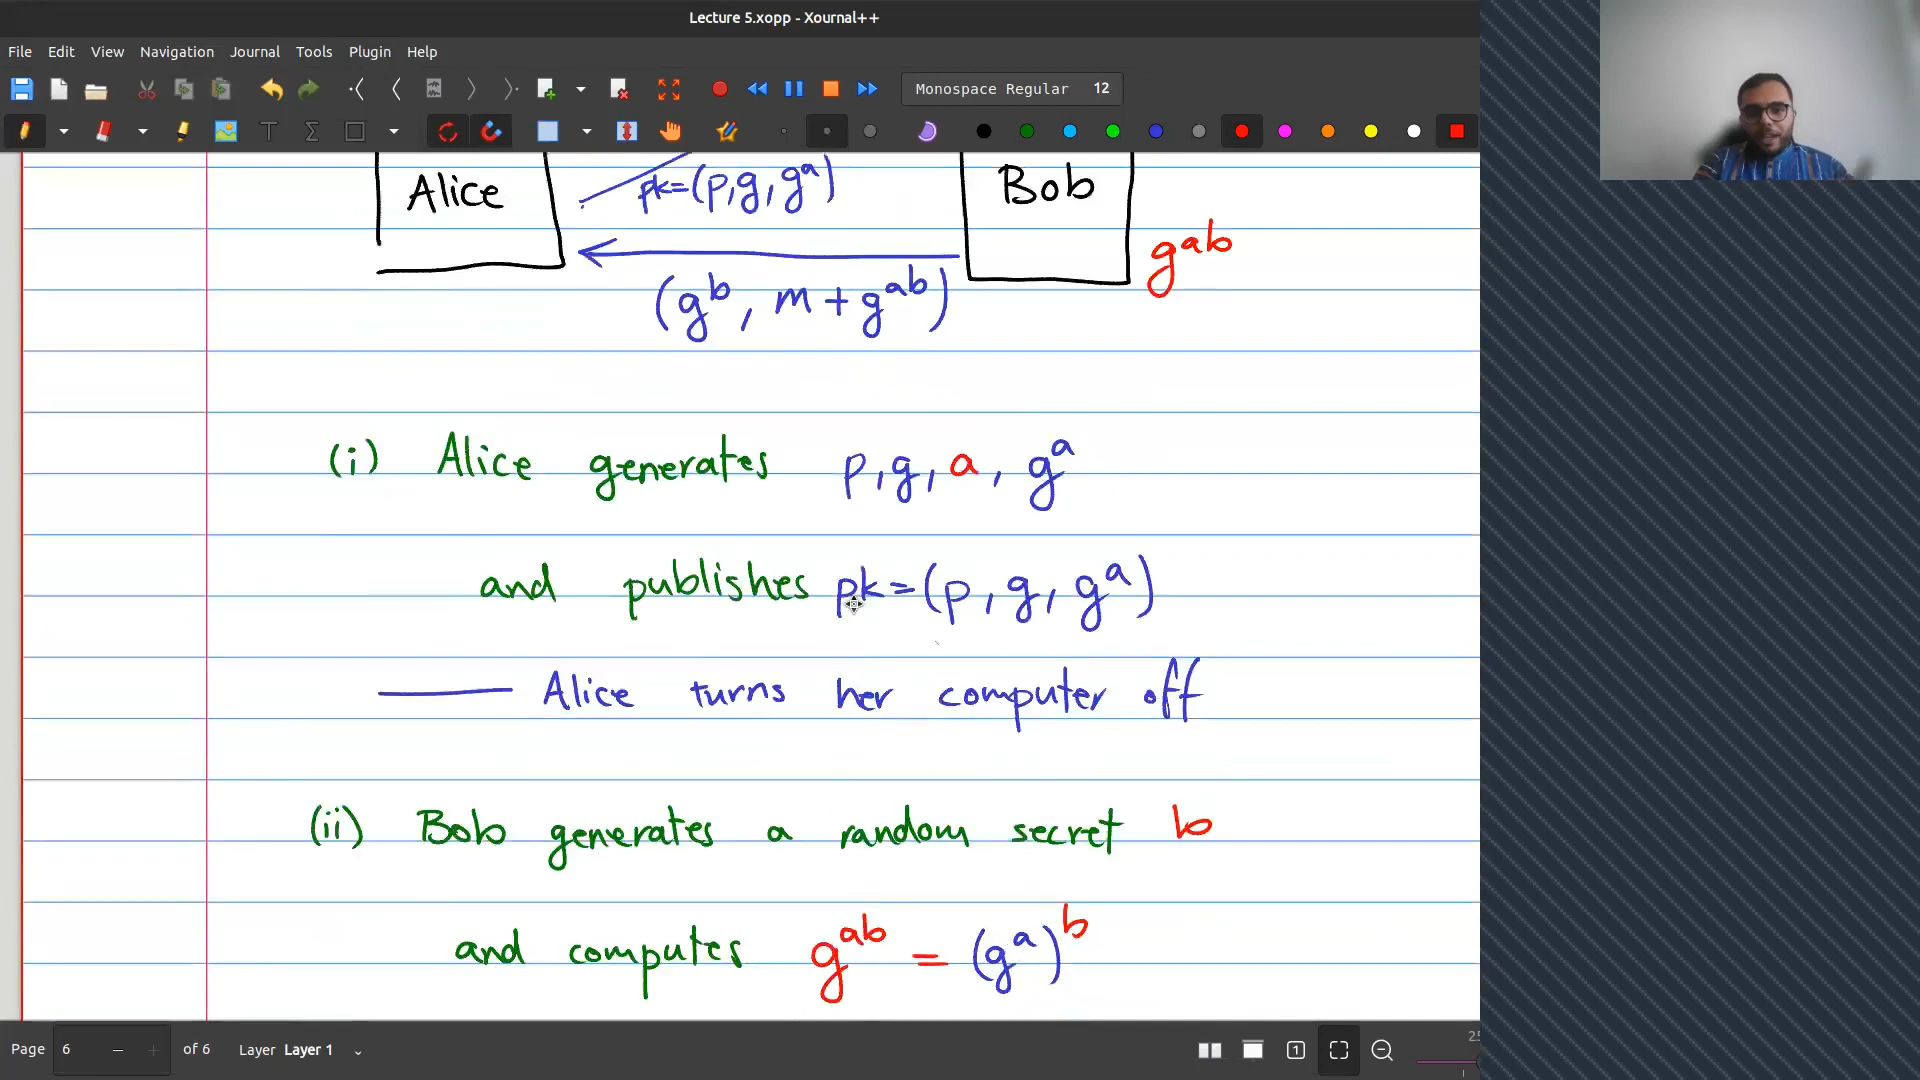 Lecture 5.xopp - Xournal++
File Edit View Navigation Journal Tools Plugin Help
Monospace Regular 12
Alice
pk=(p,g,g^a)
Bob
g^ab
(g^b, m+g^ab)
(i) Alice generates p,g,a,g^a
and publishes pk=(p,g,g^a)
Alice turns her computer off
(ii) Bob generates a random secret b
and computes g^ab = (g^a)^b
Page 6 of 6 Layer Layer 1